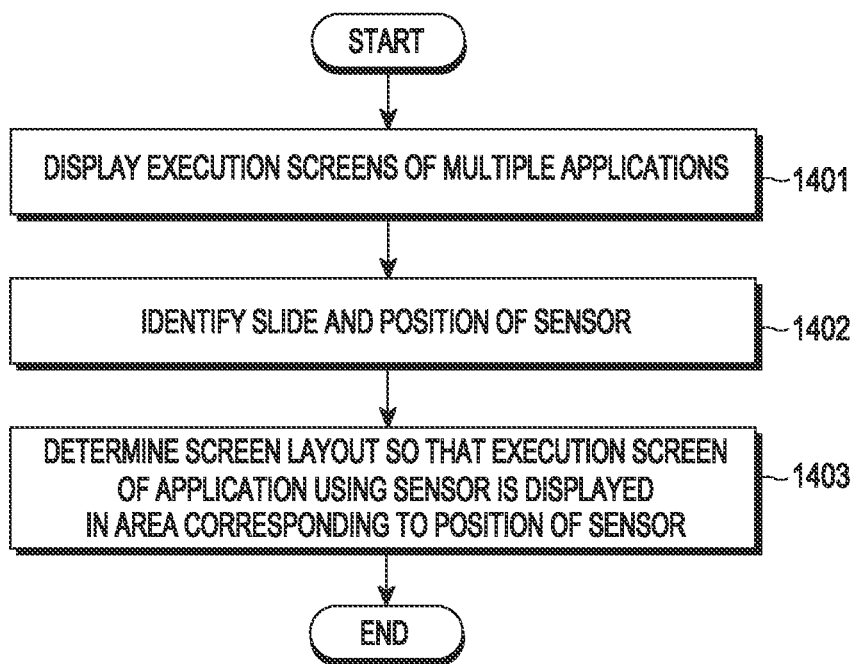 START
DISPLAY EXECUTION SCREENS OF MULTIPLE APPLICATIONS
1401
IDENTIFY SLIDE AND POSITION OF SENSOR
1402
DETERMINE SCREEN LAYOUT SO THAT EXECUTION SCREEN
OF APPLICATION USING SENSOR IS DISPLAYED
IN AREA CORRESPONDING TO POSITION OF SENSOR
1403
END